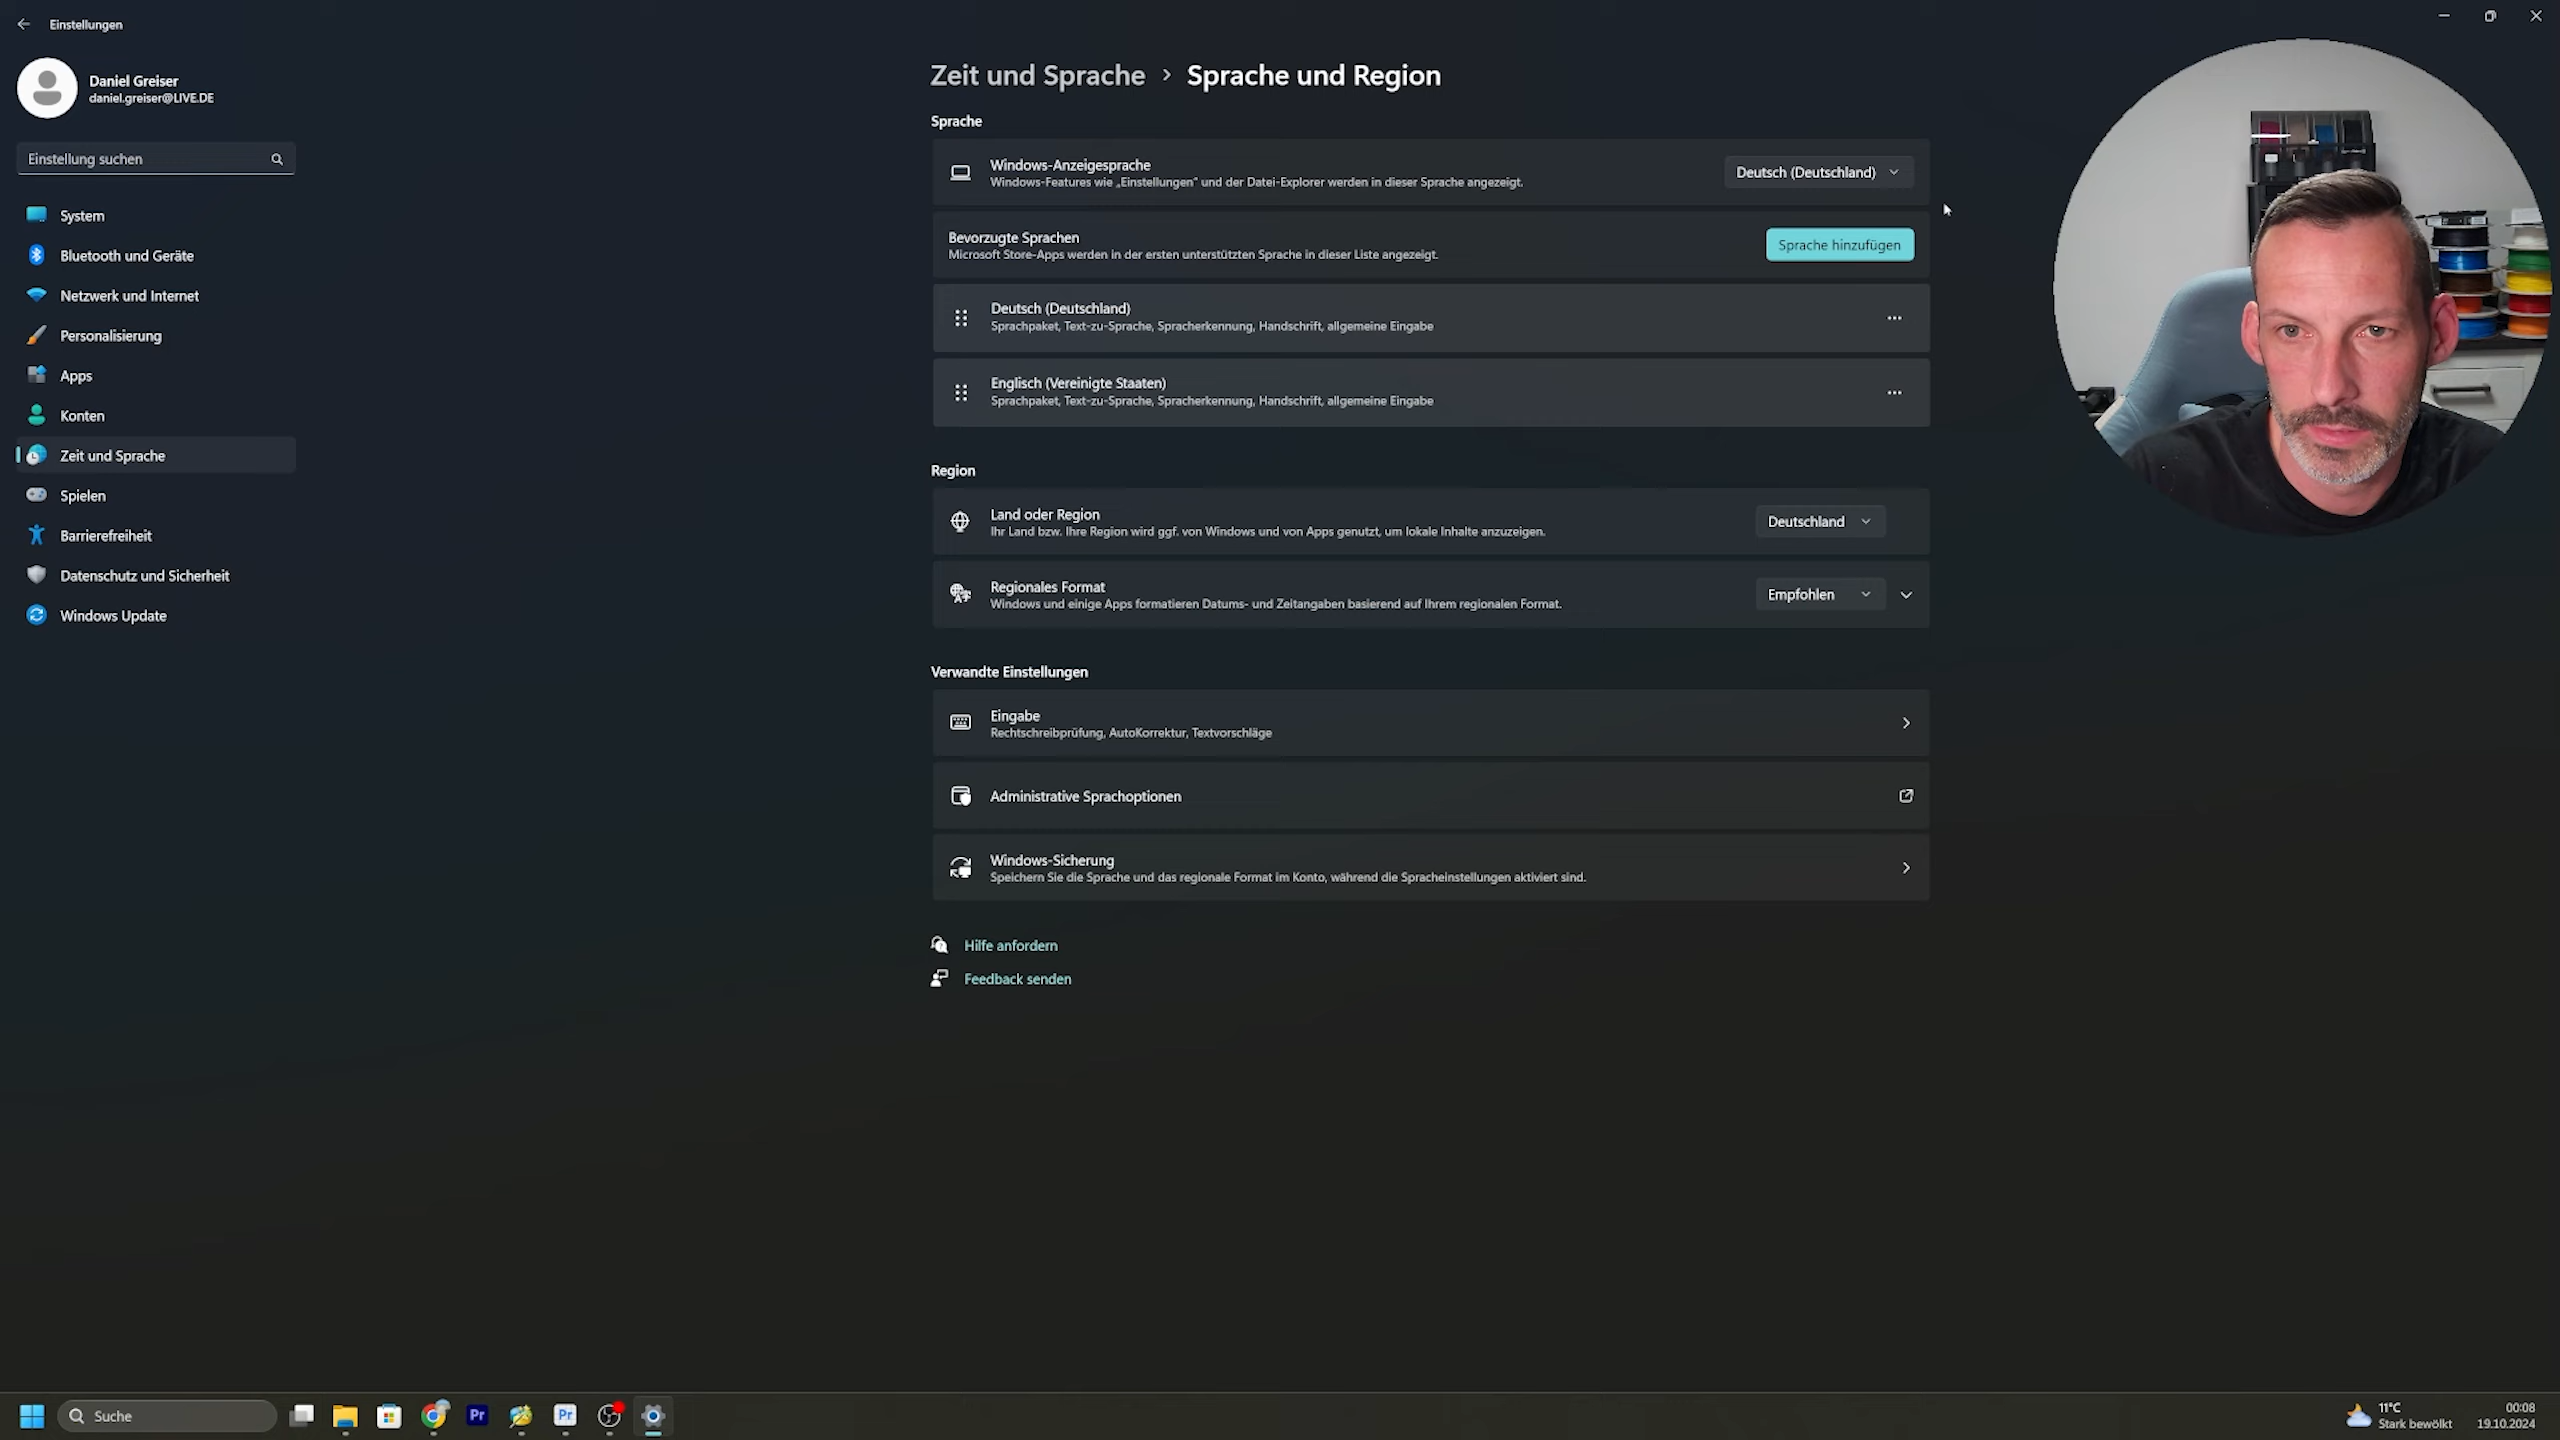 Einstellungen
Daniel Greiser
daniel.greiser@LIVE.DE
Einstellung suchen
System
Bluetooth und Geräte
Netzwerk und Internet
Personalisierung
Apps
Konten
Zeit und Sprache
Spielen
Barrierefreiheit
Datenschutz und Sicherheit
Windows Update
Zeit und Sprache › Sprache und Region
Sprache
Windows-Anzeigesprache
Windows-Features wie „Einstellungen“ und der Datei-Explorer werden in dieser Sprache angezeigt.
Deutsch (Deutschland)
Bevorzugte Sprachen
Microsoft Store-Apps werden in der ersten unterstützten Sprache in dieser Liste angezeigt.
Sprache hinzufügen
Deutsch (Deutschland)
Sprachpaket, Text-zu-Sprache, Spracherkennung, Handschrift, allgemeine Eingabe
Englisch (Vereinigte Staaten)
Sprachpaket, Text-zu-Sprache, Spracherkennung, Handschrift, allgemeine Eingabe
Region
Land oder Region
Ihr Land bzw. Ihre Region wird ggf. von Windows und von Apps genutzt, um lokale Inhalte anzuzeigen.
Deutschland
Regionales Format
Windows und einige Apps formatieren Datums- und Zeitangaben basierend auf Ihrem regionalen Format.
Empfohlen
Verwandte Einstellungen
Eingabe
Rechtschreibprüfung, AutoKorrektur, Textvorschläge
Administrative Sprachoptionen
Windows-Sicherung
Speichern Sie die Sprache und das regionale Format im Konto, während die Spracheinstellungen aktiviert sind.
Hilfe anfordern
Feedback senden
Suche
Pr
Pr
11°C
Stark bewölkt
00:08
19.10.2024